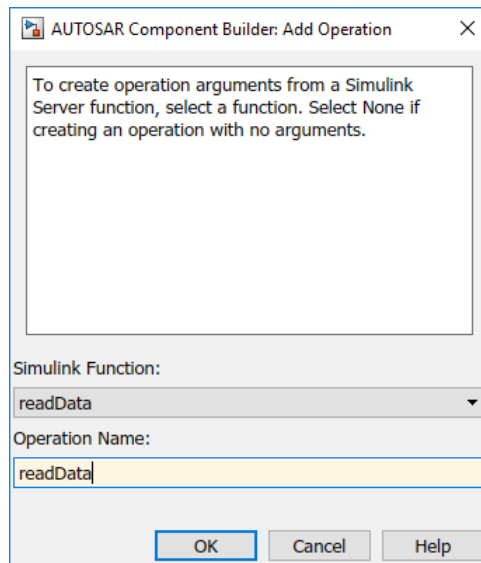 AUTOSAR Component Builder: Add Operation
To create operation arguments from a Simulink
Server function, select a function. Select None if
creating an operation with no arguments.
Simulink Function:
readData
Operation Name:
readData
OK Cancel Help